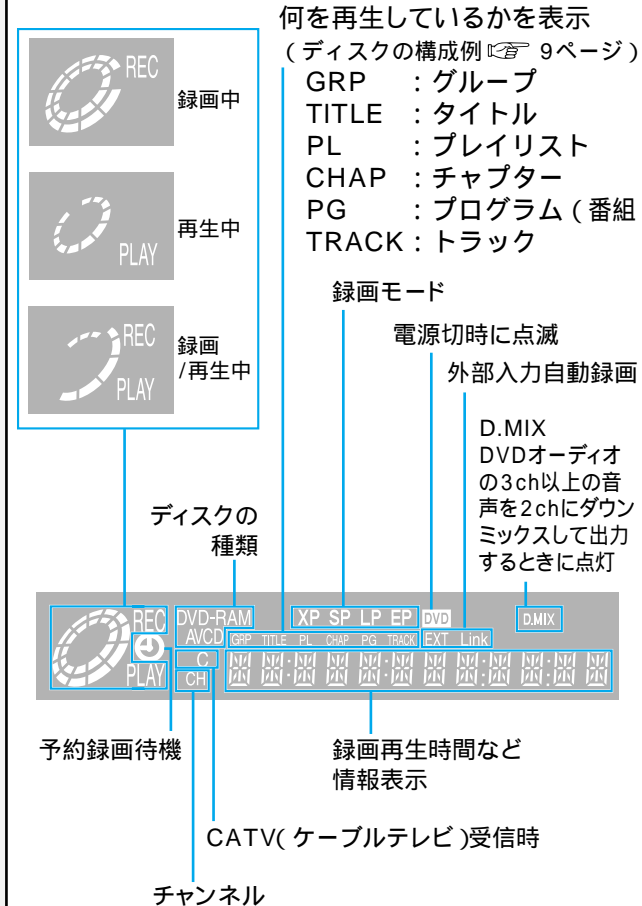 何を再生しているかを表示
(ディスクの構成例☞ 9ページ)
GRP :グループ
TITLE :タイトル
PL :プレイリスト
CHAP :チャプター
PG :プログラム(番組
TRACK:トラック
REC
録画中
PLAY
再生中
REC
PLAY
録画
/再生中
録画モード
電源切時に点滅
外部入力自動録画
D.MIX
DVDオーディオ
の3ch以上の音
声を2chにダウン
ミックスして出力
するときに点灯
ディスクの
種類
REC DVD-RAM XP SP LP EP DVD D.MIX
AVCD GRP TITLE PL CHAP PG TRACK EXT Link
C
PLAY CH
予約録画待機
録画再生時間など
情報表示
CATV(ケーブルテレビ)受信時
チャンネル